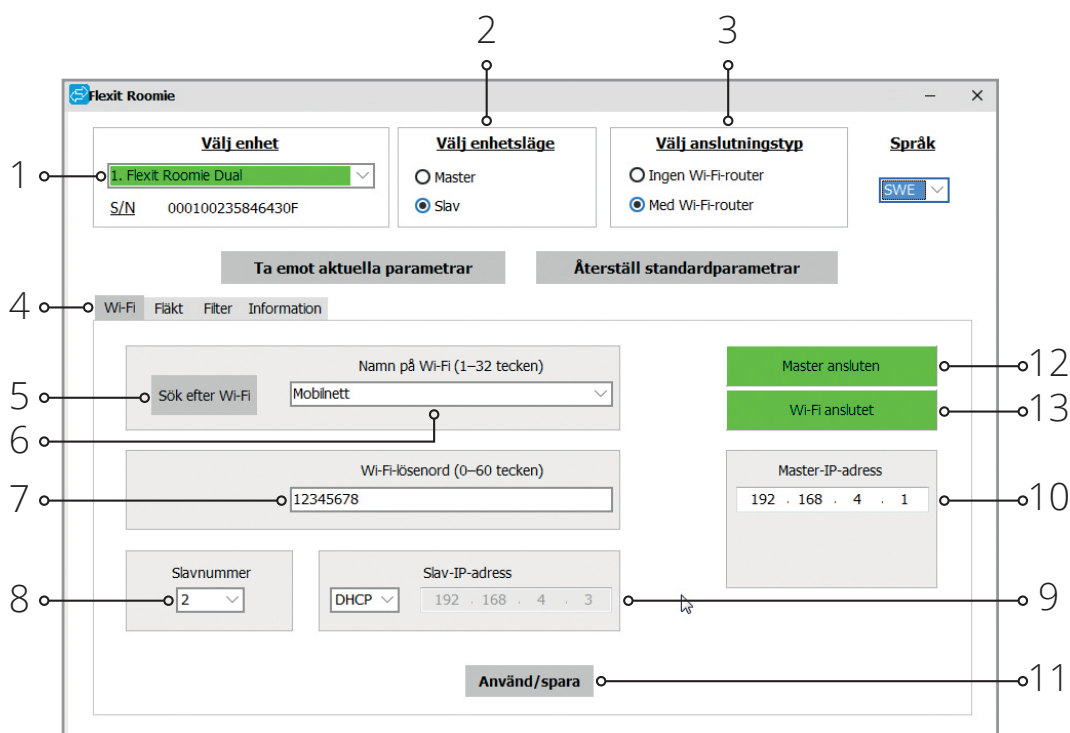 2 3
Flexit Roomie
Välj enhet Välj enhetsläge Välj anslutningstyp Språk
1 1. Flexit Roomie Dual Master Ingen Wi-Fi-router SWE
S/N 000100235846430F Slav Med Wi-Fi-router
Ta emot aktuella parametrar Återställ standardparametrar
4 Wi-Fi Fläkt Filter Information
Namn på Wi-Fi (1–32 tecken) Master ansluten 12
5 Sök efter Wi-Fi Mobilnett Wi-Fi anslutet 13
6
Wi-Fi-lösenord (0–60 tecken) Master-IP-adress
7 12345678 192 . 168 . 4 . 1 10
Slavnummer Slav-IP-adress
8 2 DHCP 192 . 168 . 4 . 3 9
Använd/spara 11